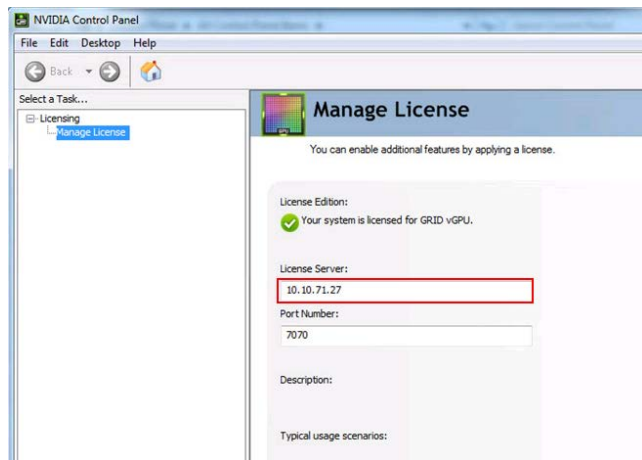 NVIDIA Control Panel
File Edit Desktop Help
Back
Select a Task...
Licensing
Manage License
Manage License
You can enable additional features by applying a license.
License Edition:
Your system is licensed for GRID vGPU.
License Server:
10.10.71.27
Port Number:
7070
Description:
Typical usage scenarios: